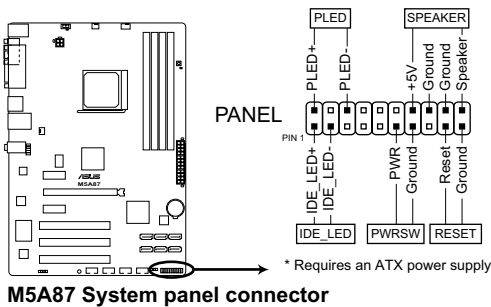 PLED
SPEAKER
PLED+
PLED-
+5V
Ground
Ground
Speaker
PANEL
PIN 1
IDE_LED+
IDE_LED-
PWR
Ground
Reset
Ground
IDE_LED
PWRSW
RESET
* Requires an ATX power supply
/ISUS
M5A87
M5A87 System panel connector